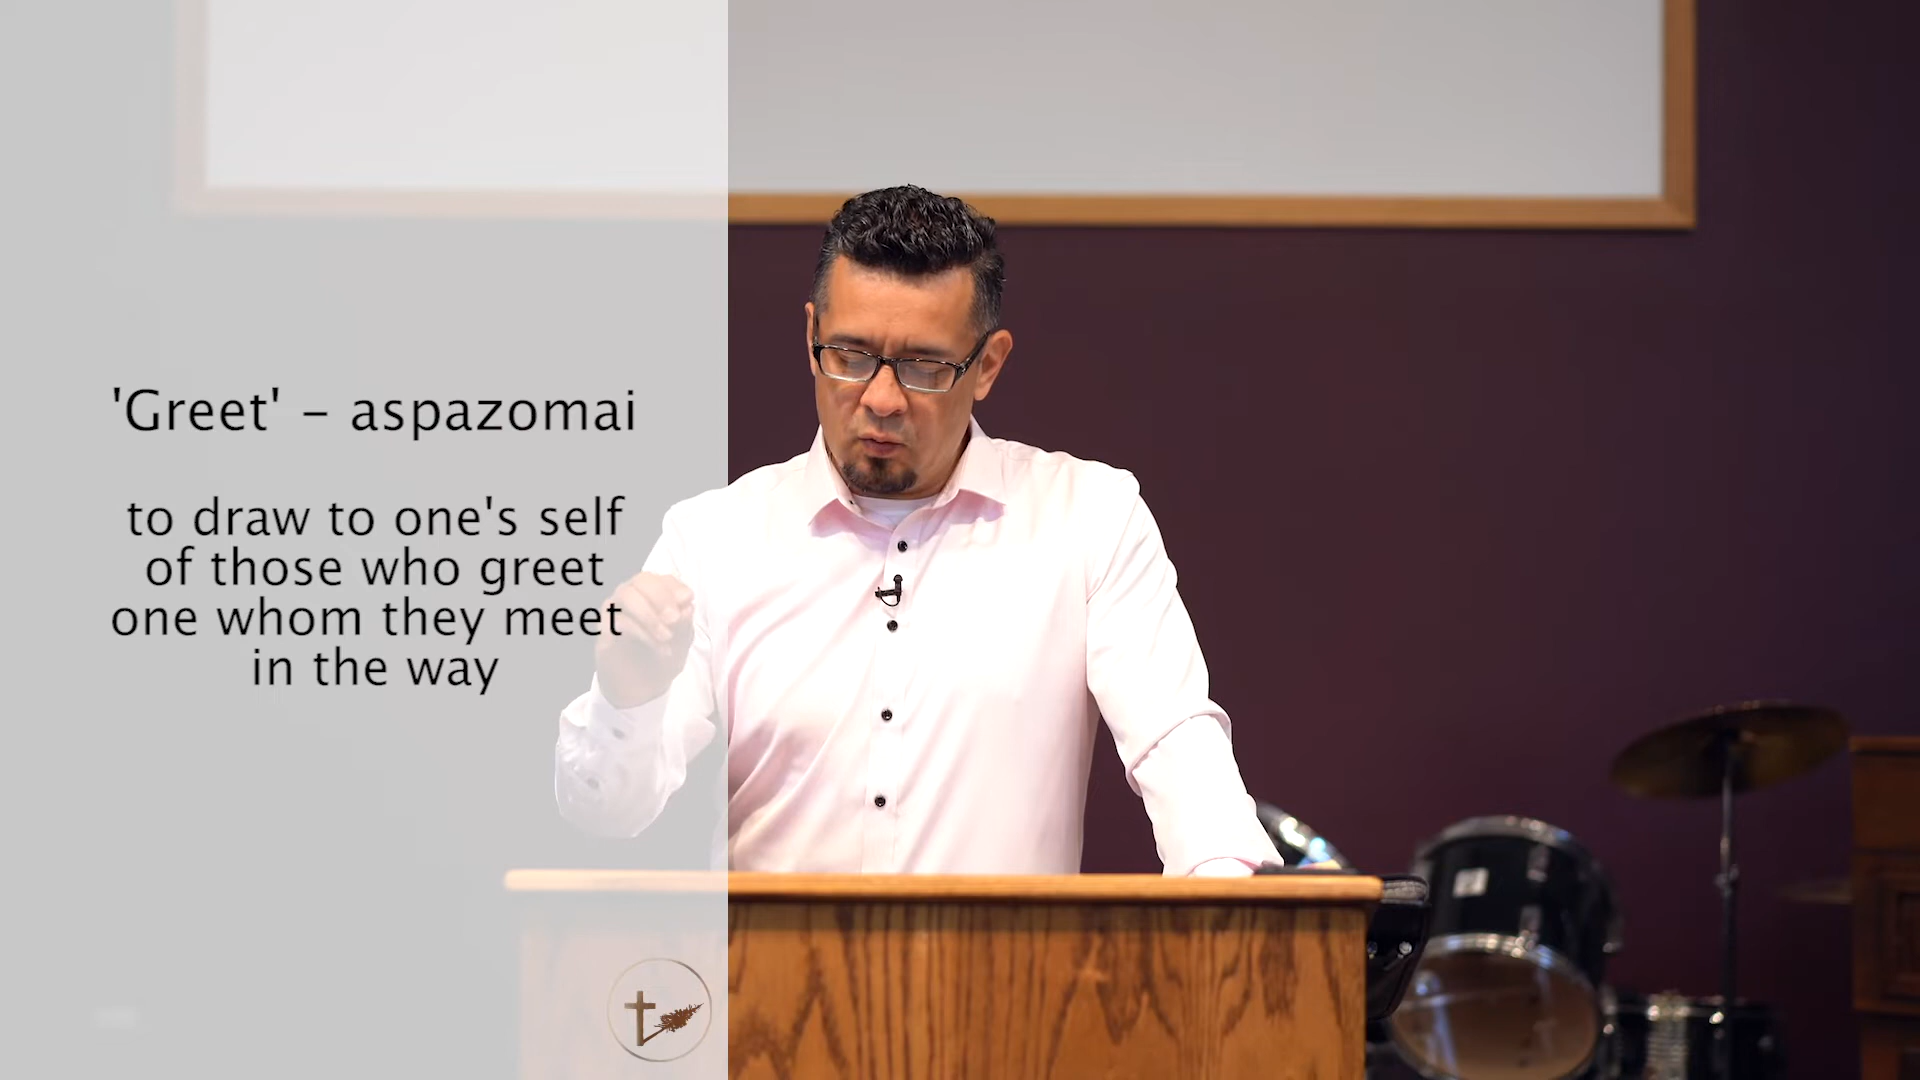 'Greet' – aspazomai
to draw to one's self
of those who greet
one whom they meet
in the way